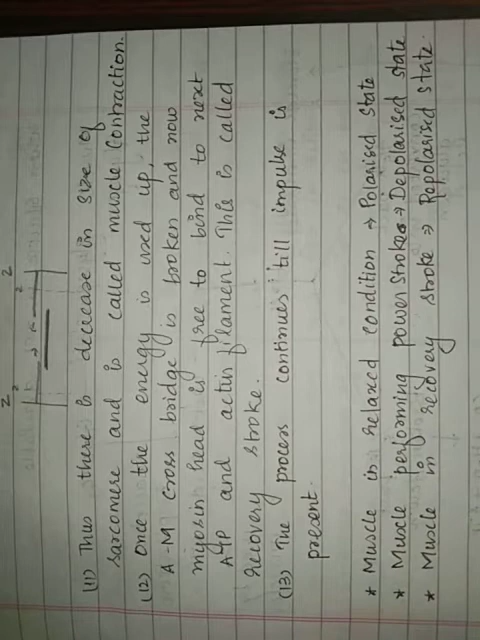 Z Z
Z Z
(11) Thus there is decrease in size of
sarcomere and is called muscle contraction.
(12) Once the energy is used up, the
A-M cross bridge is broken and now
myosin head is free to bind to next
ATP and actin filament. This is called
recovery stroke.
(13) The process continues till impulse is
present.
* Muscle in relaxed condition → Polarised state
* Muscle performing power stroke → Depolarised state
* Muscle in recovery stroke → Repolarised state.